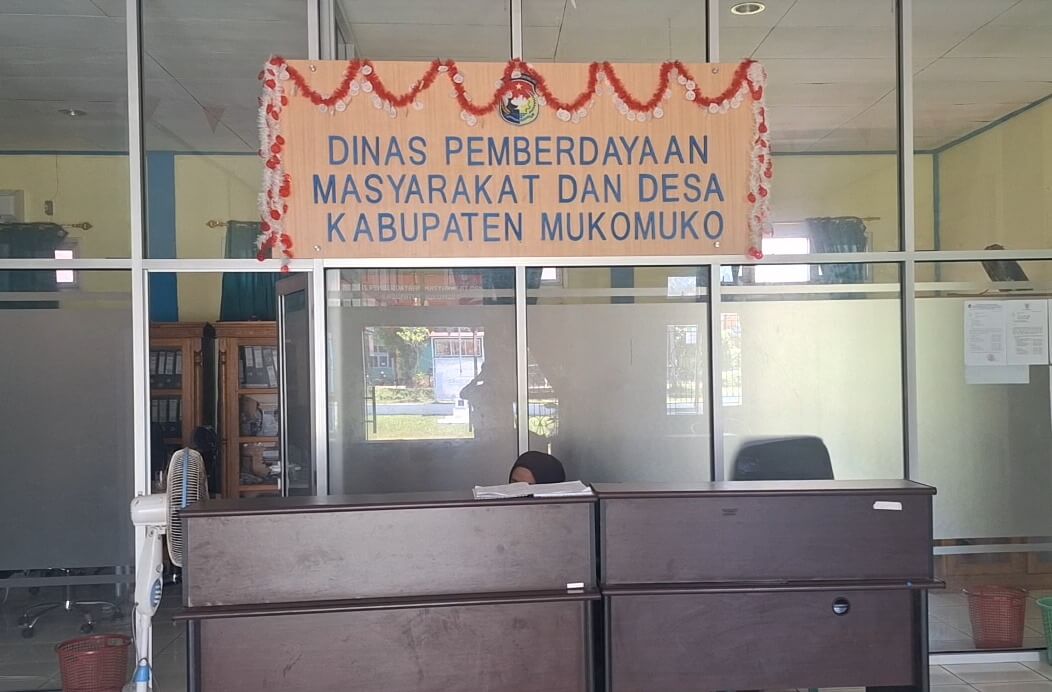 DINAS PEMBERDAYAAN
MASYARAKAT DAN DESA
KABUPATEN MUKOMUKO